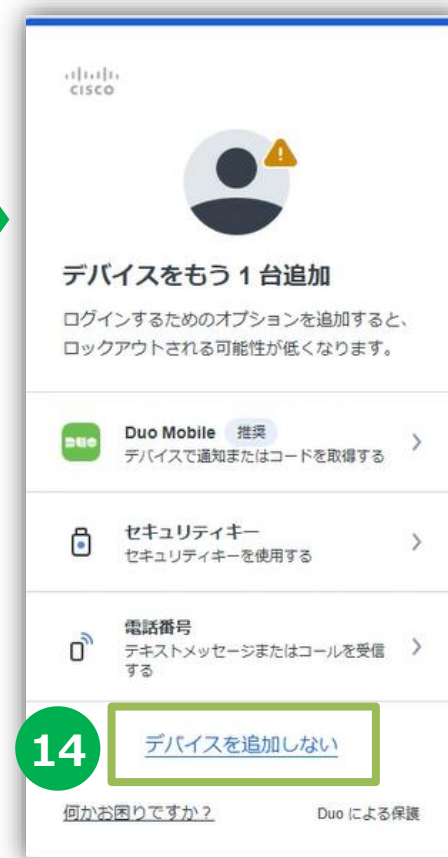 CISCO
デバイスをもう 1 台追加
ログインするためのオプションを追加すると、
ロックアウトされる可能性が低くなります。
DUO
Duo Mobile 推奨
デバイスで通知またはコードを取得する
セキュリティキー
セキュリティキーを使用する
電話番号
テキストメッセージまたはコールを受信
する
14 デバイスを追加しない
何かお困りですか？ Duo による保護